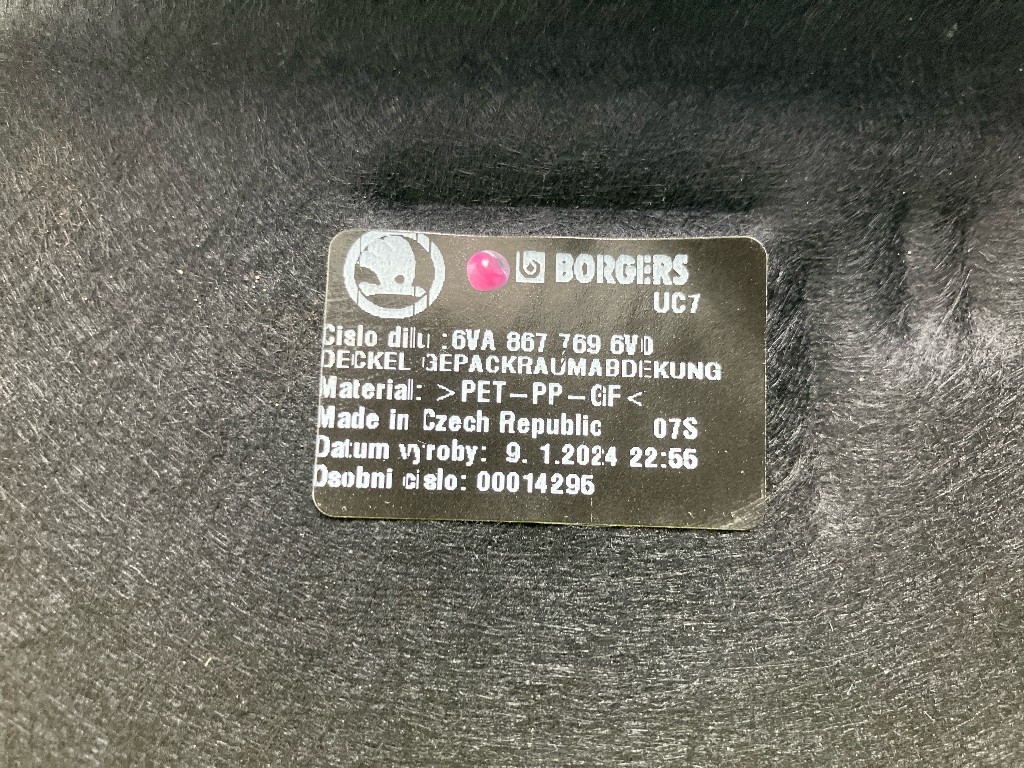 BORGERS
UC7
Cislo dilu :6VA 867 769 6V0
DECKEL GEPACKRAUMABDEKUNG
Material: >PET-PP-GF<
Made in Czech Republic 07S
Datum vyroby: 9. 1.2024 22:56
Osobni cislo: 00014296